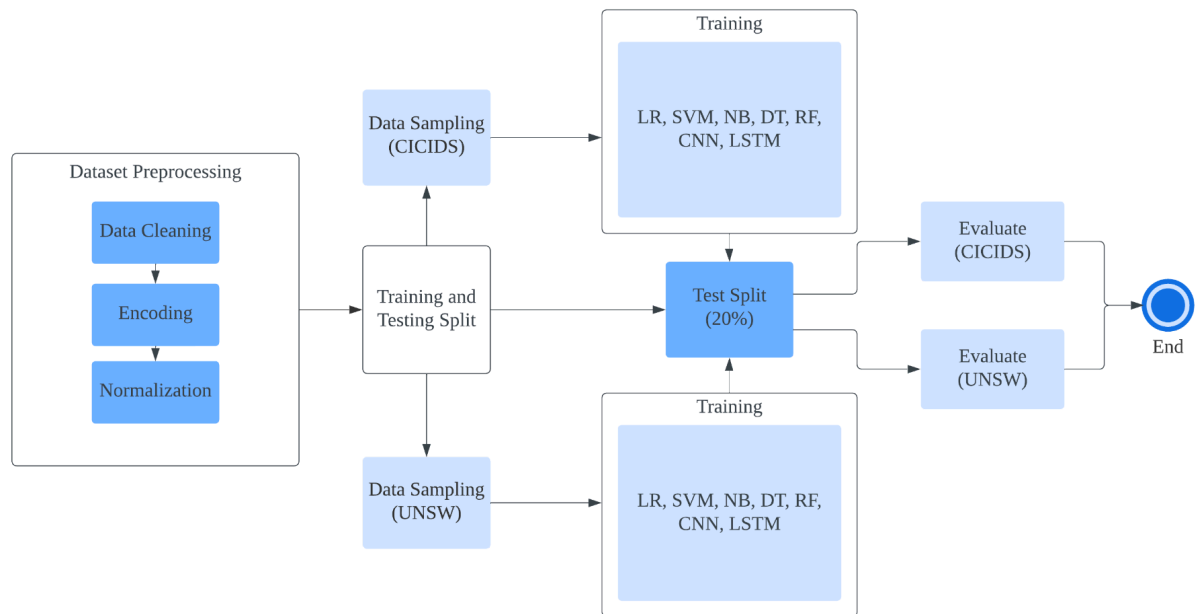 Dataset Preprocessing
Data Cleaning
Encoding
Normalization
Training and
Testing Split
Data Sampling
(CICIDS)
Training
LR, SVM, NB, DT, RF,
CNN, LSTM
Data Sampling
(UNSW)
Training
LR, SVM, NB, DT, RF,
CNN, LSTM
Test Split
(20%)
Evaluate
(CICIDS)
Evaluate
(UNSW)
End